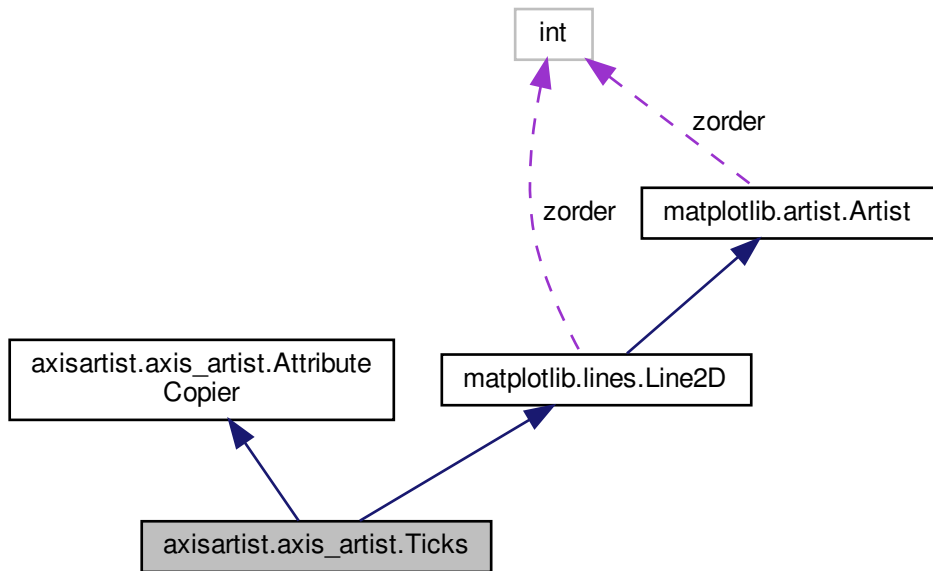 int
zorder
matplotlib.artist.Artist
zorder
axisartist.axis_artist.Attribute
Copier
matplotlib.lines.Line2D
axisartist.axis_artist.Ticks